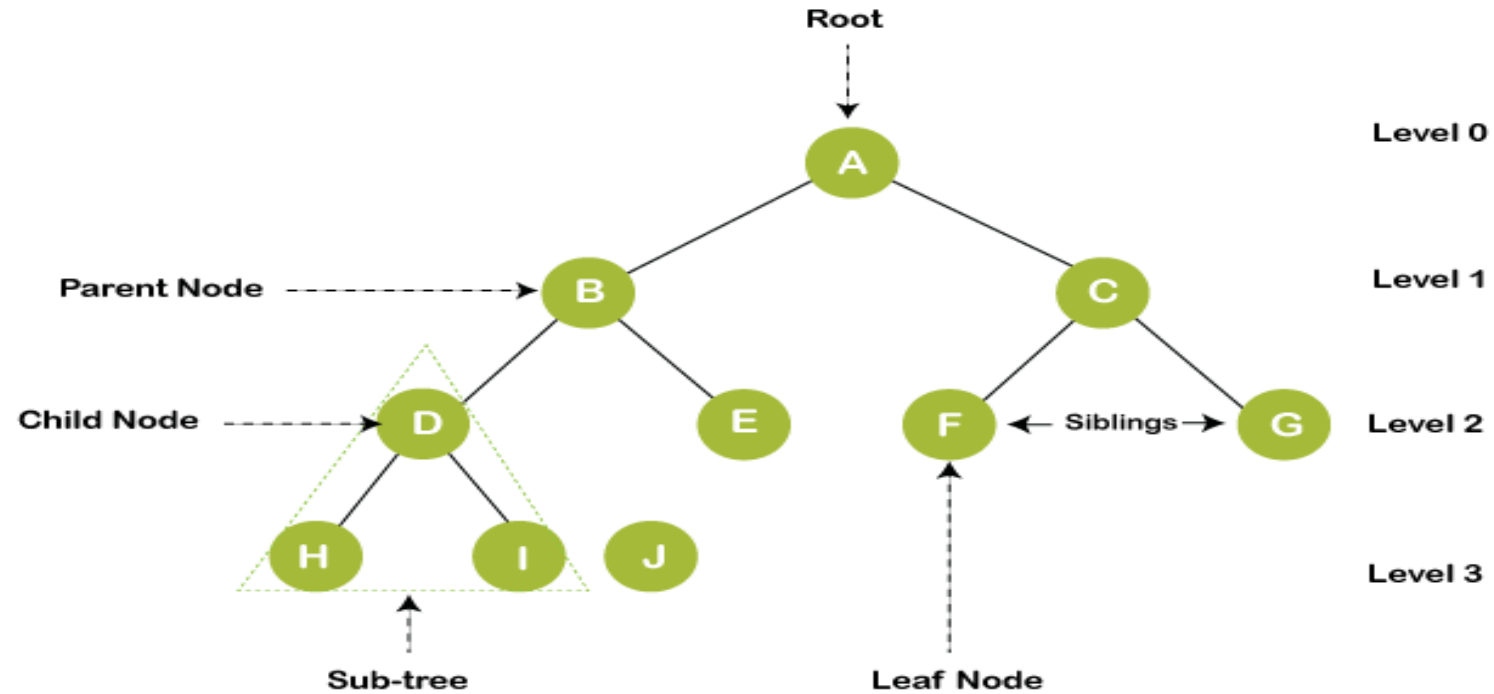 Root
Level 0
A
Parent Node
B
C
Level 1
Child Node
D
E
F
Siblings
G
Level 2
H
I
J
Level 3
Sub-tree
Leaf Node